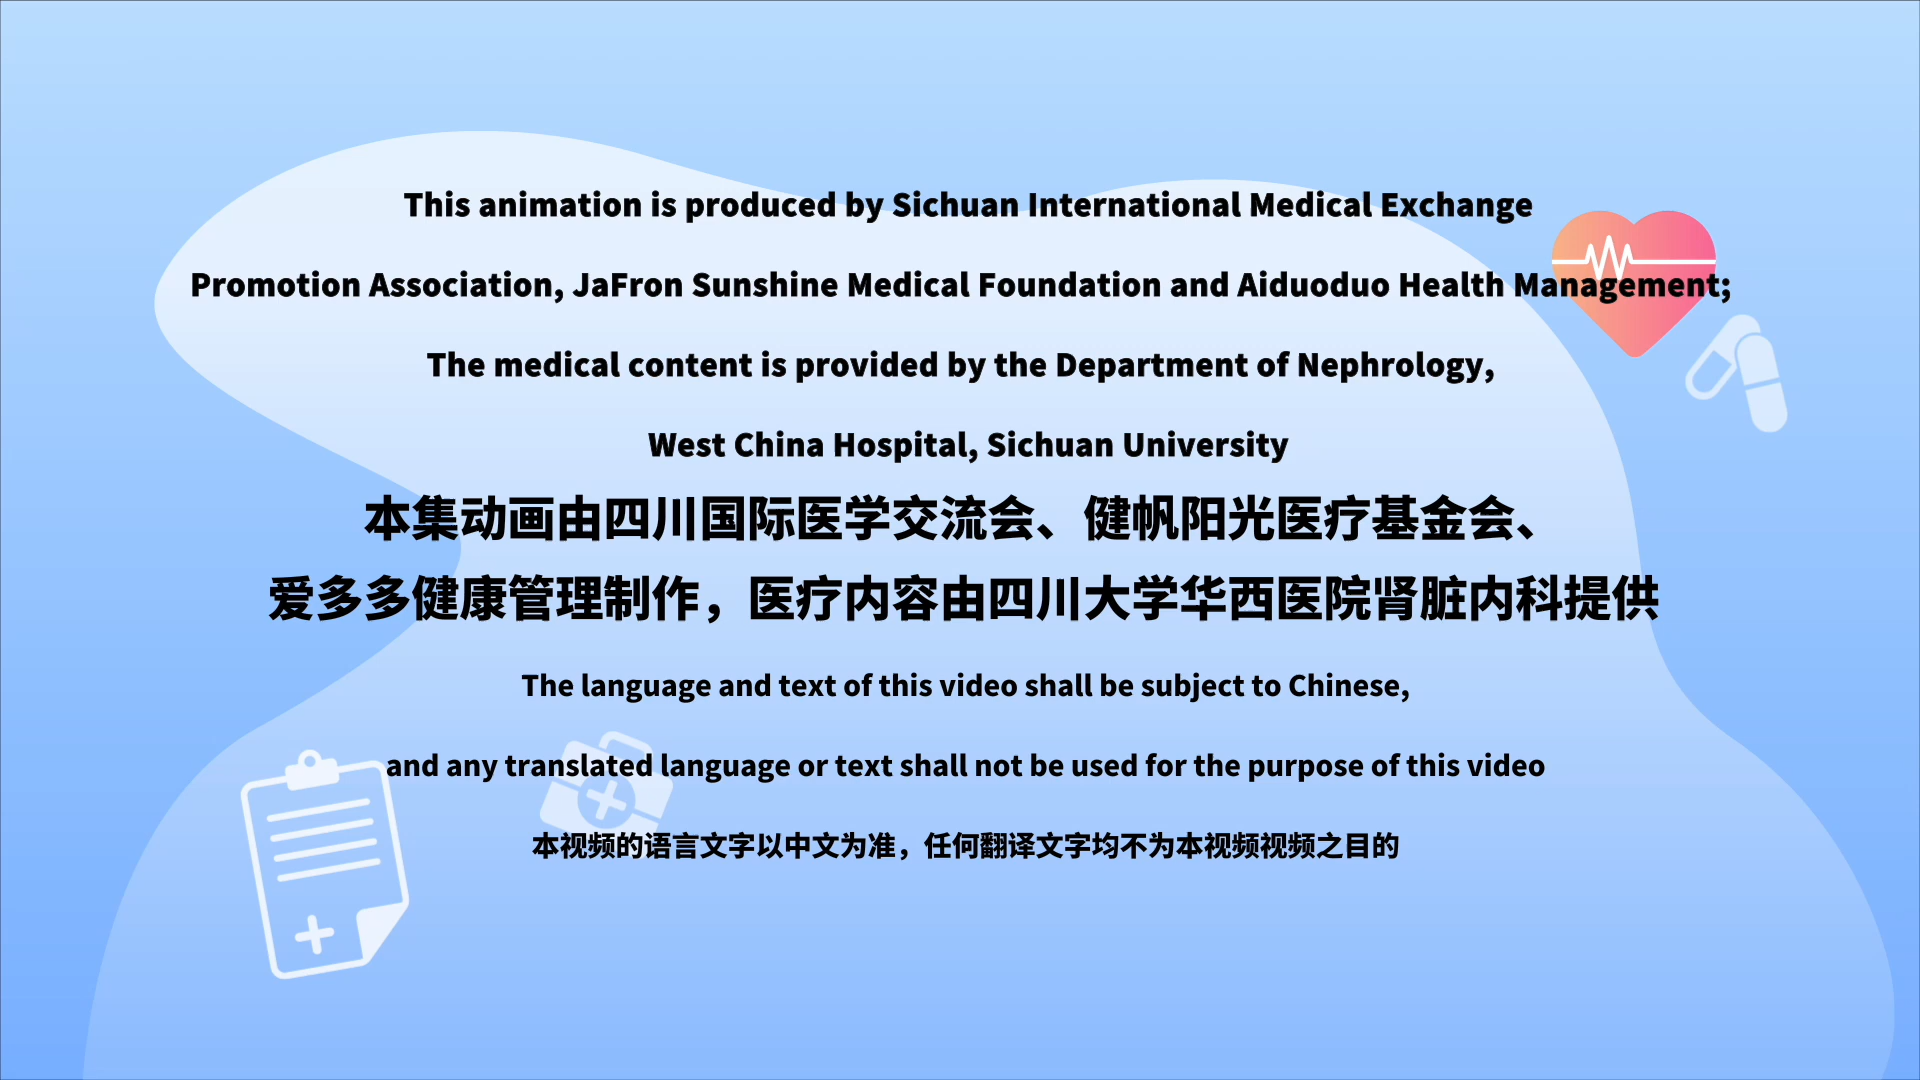 This animation is produced by Sichuan International Medical Exchange
Promotion Association, JaFron Sunshine Medical Foundation and Aiduoduo Health Management;
The medical content is provided by the Department of Nephrology,
West China Hospital, Sichuan University
本集动画由四川国际医学交流会、健帆阳光医疗基金会、
爱多多健康管理制作，医疗内容由四川大学华西医院肾脏内科提供
The language and text of this video shall be subject to Chinese,
and any translated language or text shall not be used for the purpose of this video
本视频的语言文字以中文为准，任何翻译文字均不为本视频视频之目的